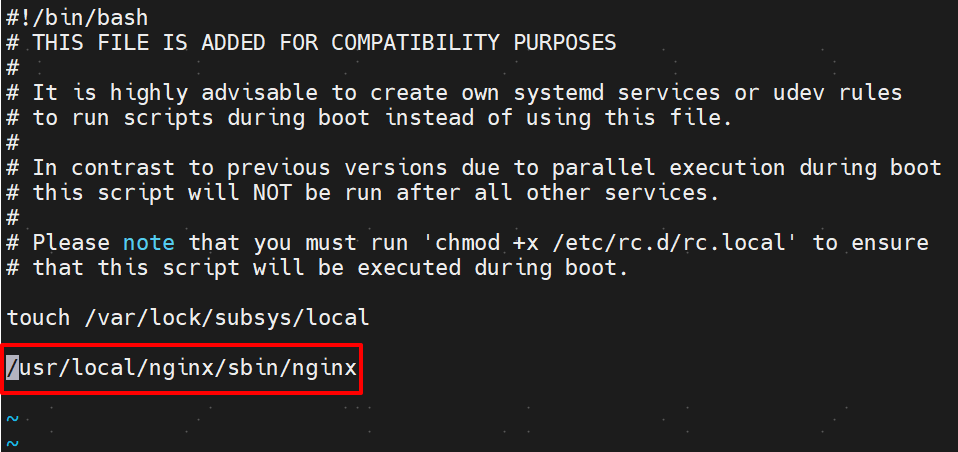 #!/bin/bash
# THIS FILE IS ADDED FOR COMPATIBILITY PURPOSES
#
# It is highly advisable to create own systemd services or udev rules
# to run scripts during boot instead of using this file.
#
# In contrast to previous versions due to parallel execution during boot
# this script will NOT be run after all other services.
#
# Please note that you must run 'chmod +x /etc/rc.d/rc.local' to ensure
# that this script will be executed during boot.
touch /var/lock/subsys/local
/usr/local/nginx/sbin/nginx
~
~